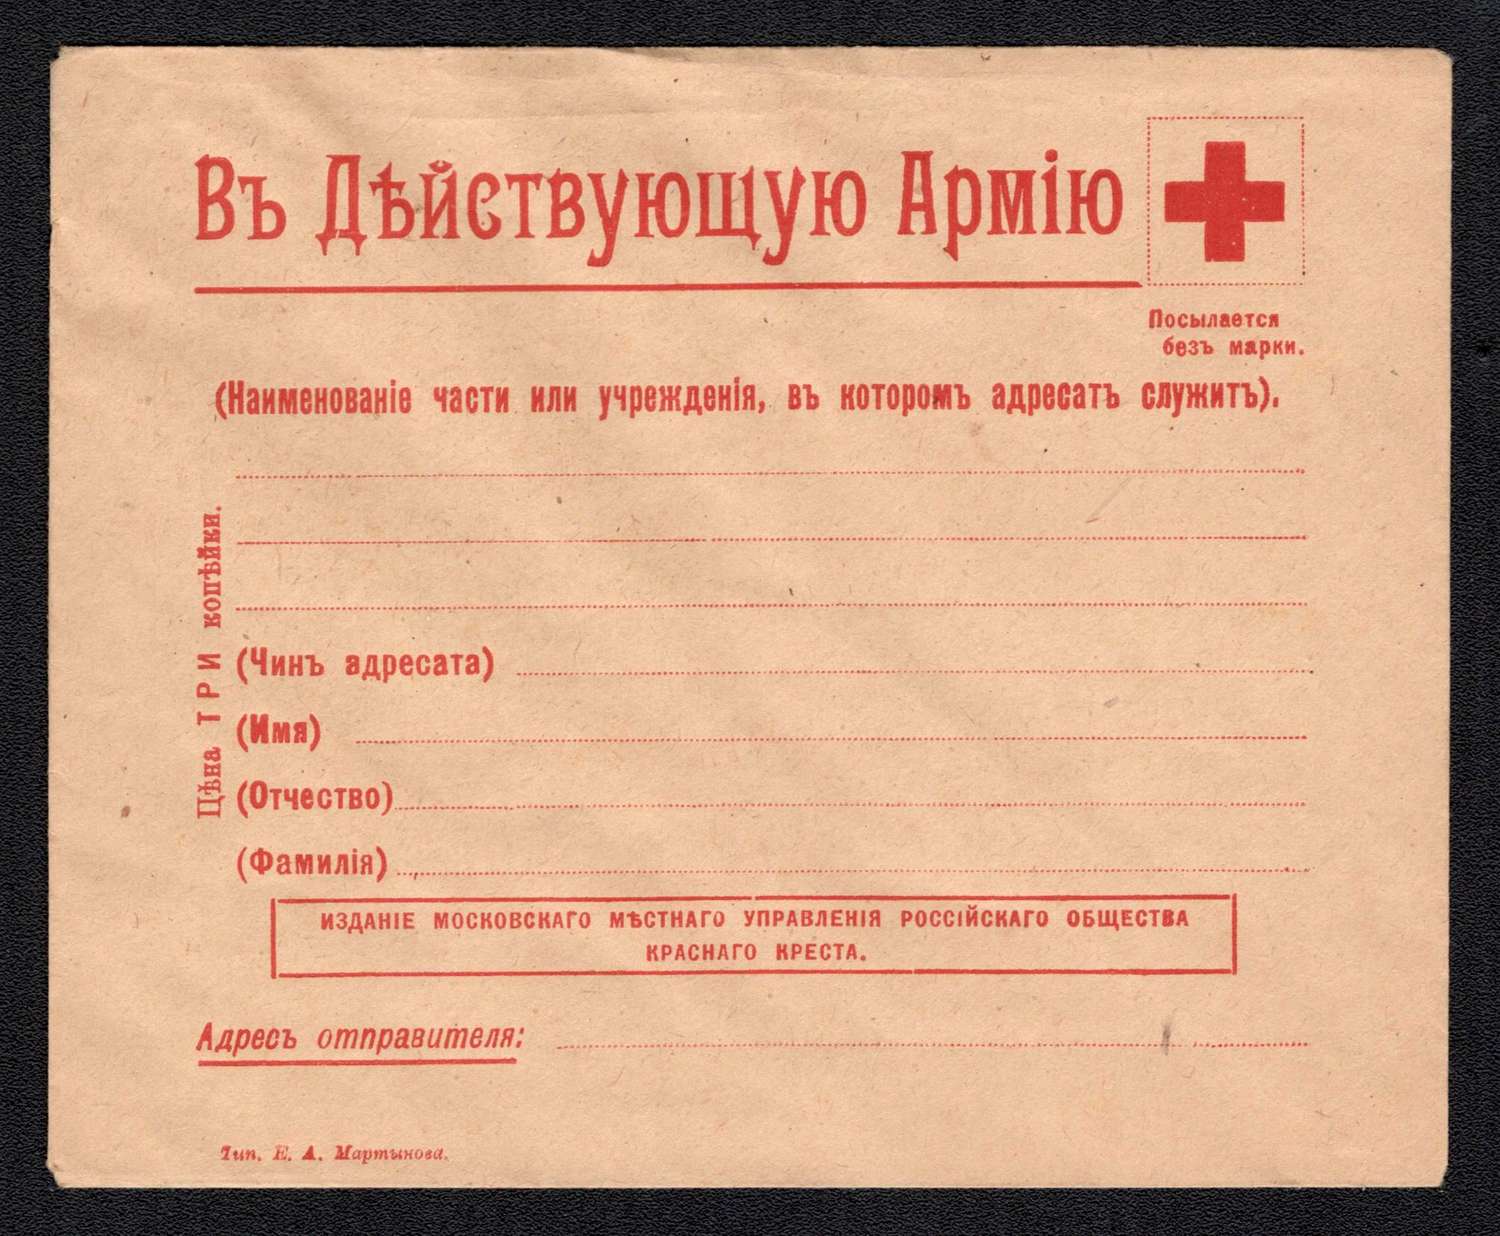 Въ Дѣйствующую Армію
Посылается
безъ марки.
(Наименованіе части или учрежденія, въ которомъ адресатъ служитъ).
Цѣна ТРИ копѣйки.
(Чинъ адресата)
(Имя)
(Отчество)
(Фамилія)
ИЗДАНІЕ МОСКОВСКАГО МѢСТНАГО УПРАВЛЕНІЯ РОССІЙСКАГО ОБЩЕСТВА
КРАСНАГО КРЕСТА.
Адресъ отправителя:
Тип. Е. А. Мартынова.